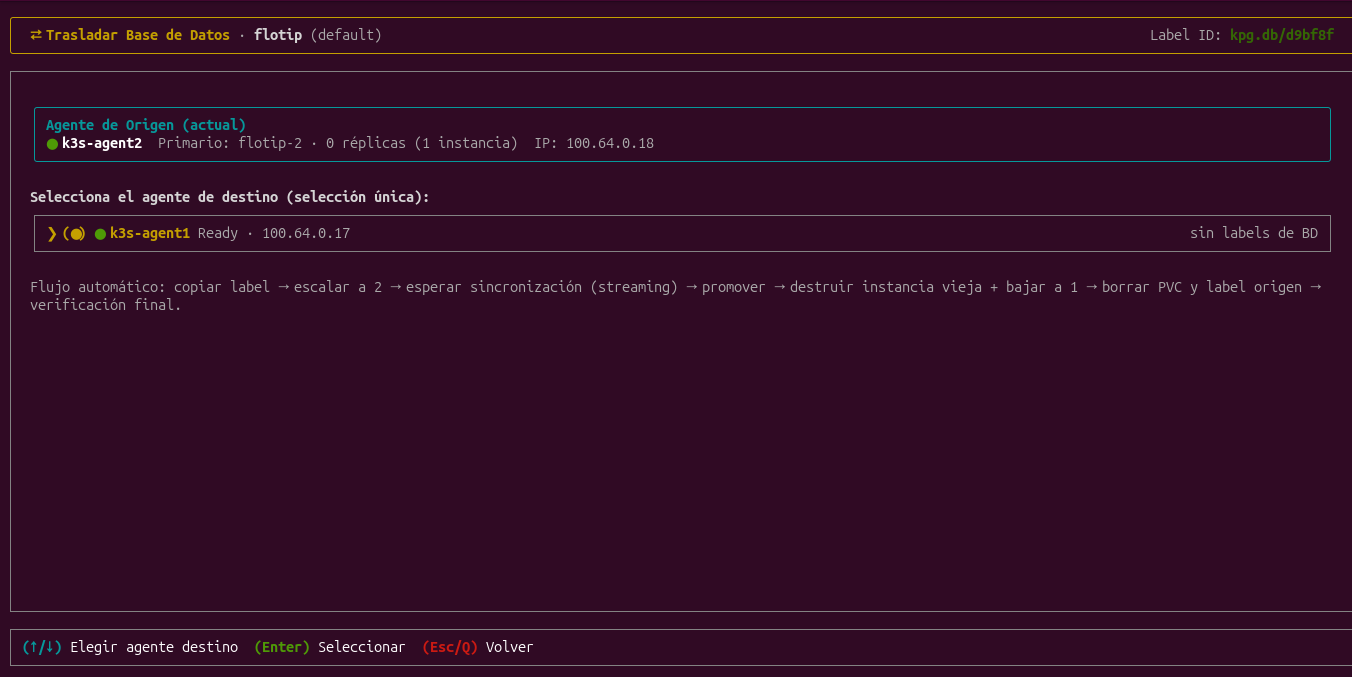 ⇄ Trasladar Base de Datos · flotip (default) Label ID: kpg.db/d9bf8f
Agente de Origen (actual)
● k3s-agent2 Primario: flotip-2 · 0 réplicas (1 instancia) IP: 100.64.0.18
Selecciona el agente de destino (selección única):
❯ (●) ● k3s-agent1 Ready · 100.64.0.17 sin labels de BD
Flujo automático: copiar label → escalar a 2 → esperar sincronización (streaming) → promover → destruir instancia vieja + bajar a 1 → borrar PVC y label origen →
verificación final.
(↑/↓) Elegir agente destino (Enter) Seleccionar (Esc/Q) Volver